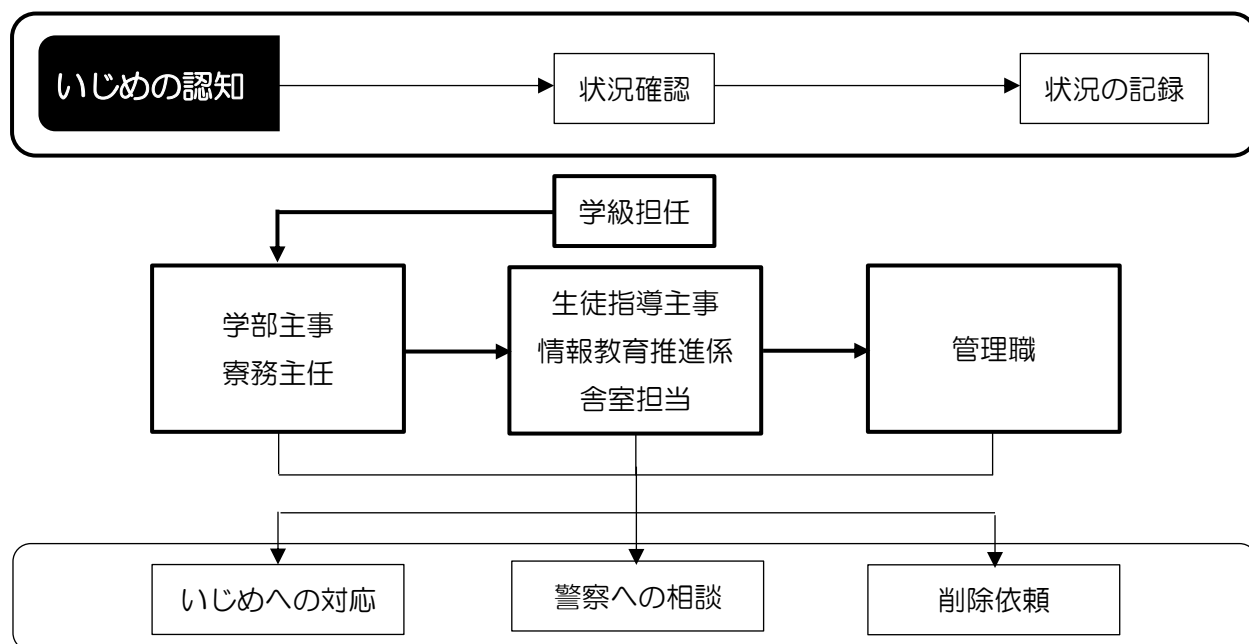 いじめの認知
状況確認
状況の記録
学級担任
学部主事
寮務主任
生徒指導主事
情報教育推進係
舎室担当
管理職
いじめへの対応
警察への相談
削除依頼